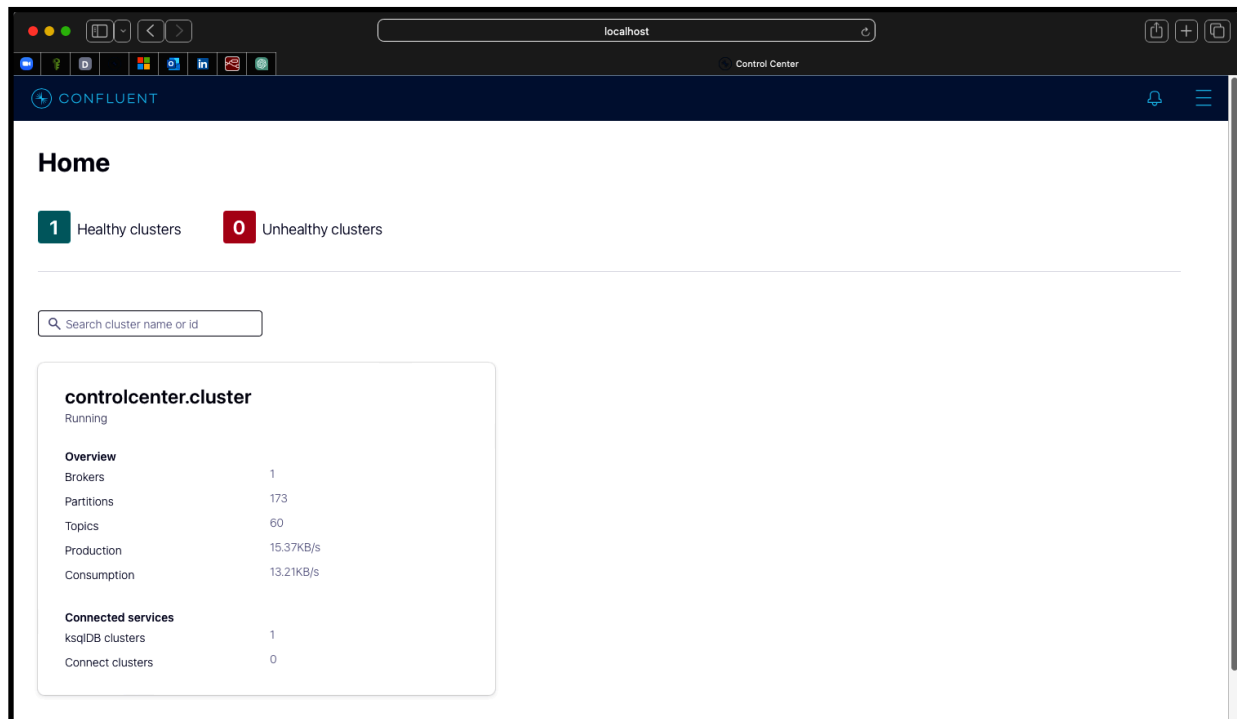 localhost
D
in
Control Center
CONFLUENT
Home
1 Healthy clusters 0 Unhealthy clusters
Search cluster name or id
controlcenter.cluster
Running
Overview
Brokers 1
Partitions 173
Topics 60
Production 15.37KB/s
Consumption 13.21KB/s
Connected services
ksqlDB clusters 1
Connect clusters 0